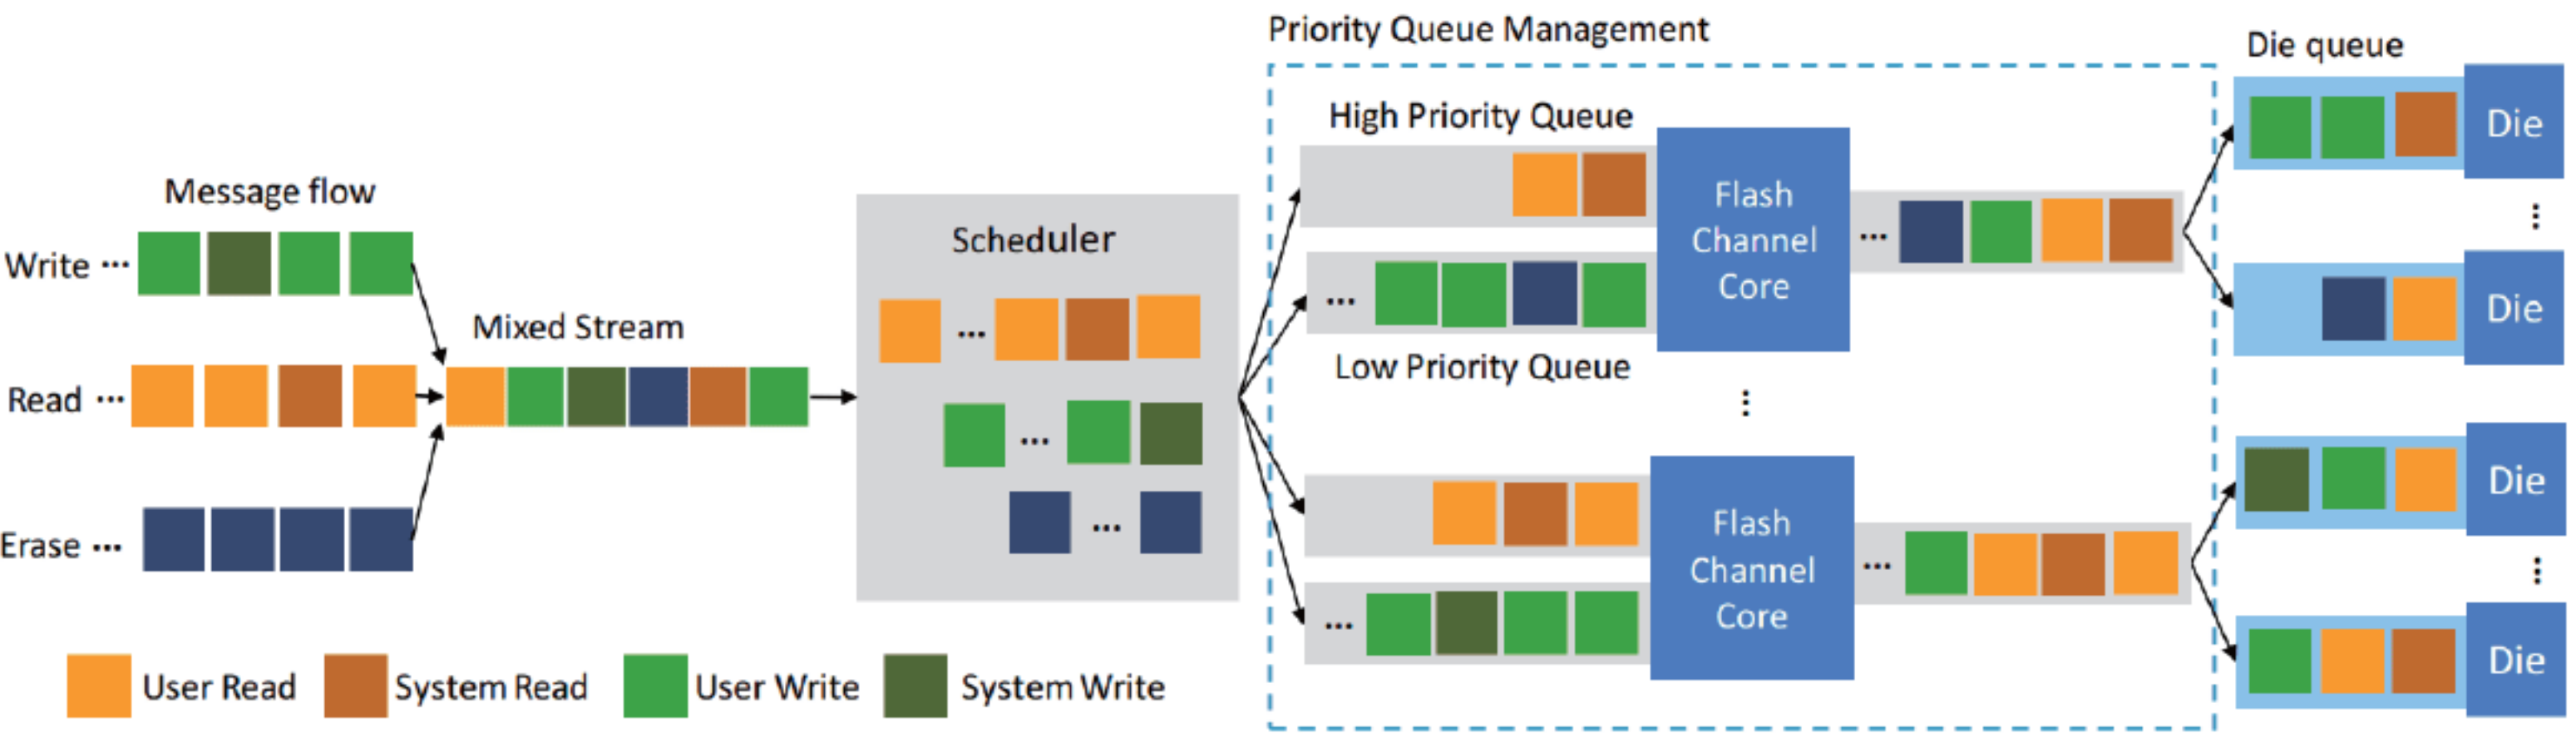 Priority Queue Management
Die queue
High Priority Queue
Die
Message flow
Flash
Channel
Core
Scheduler
Write ...
...
...
Die
Mixed Stream
Low Priority Queue
Read ...
...
...
...
Die
Flash
Channel
Core
Erase ...
...
...
...
...
Die
User Read
System Read
User Write
System Write